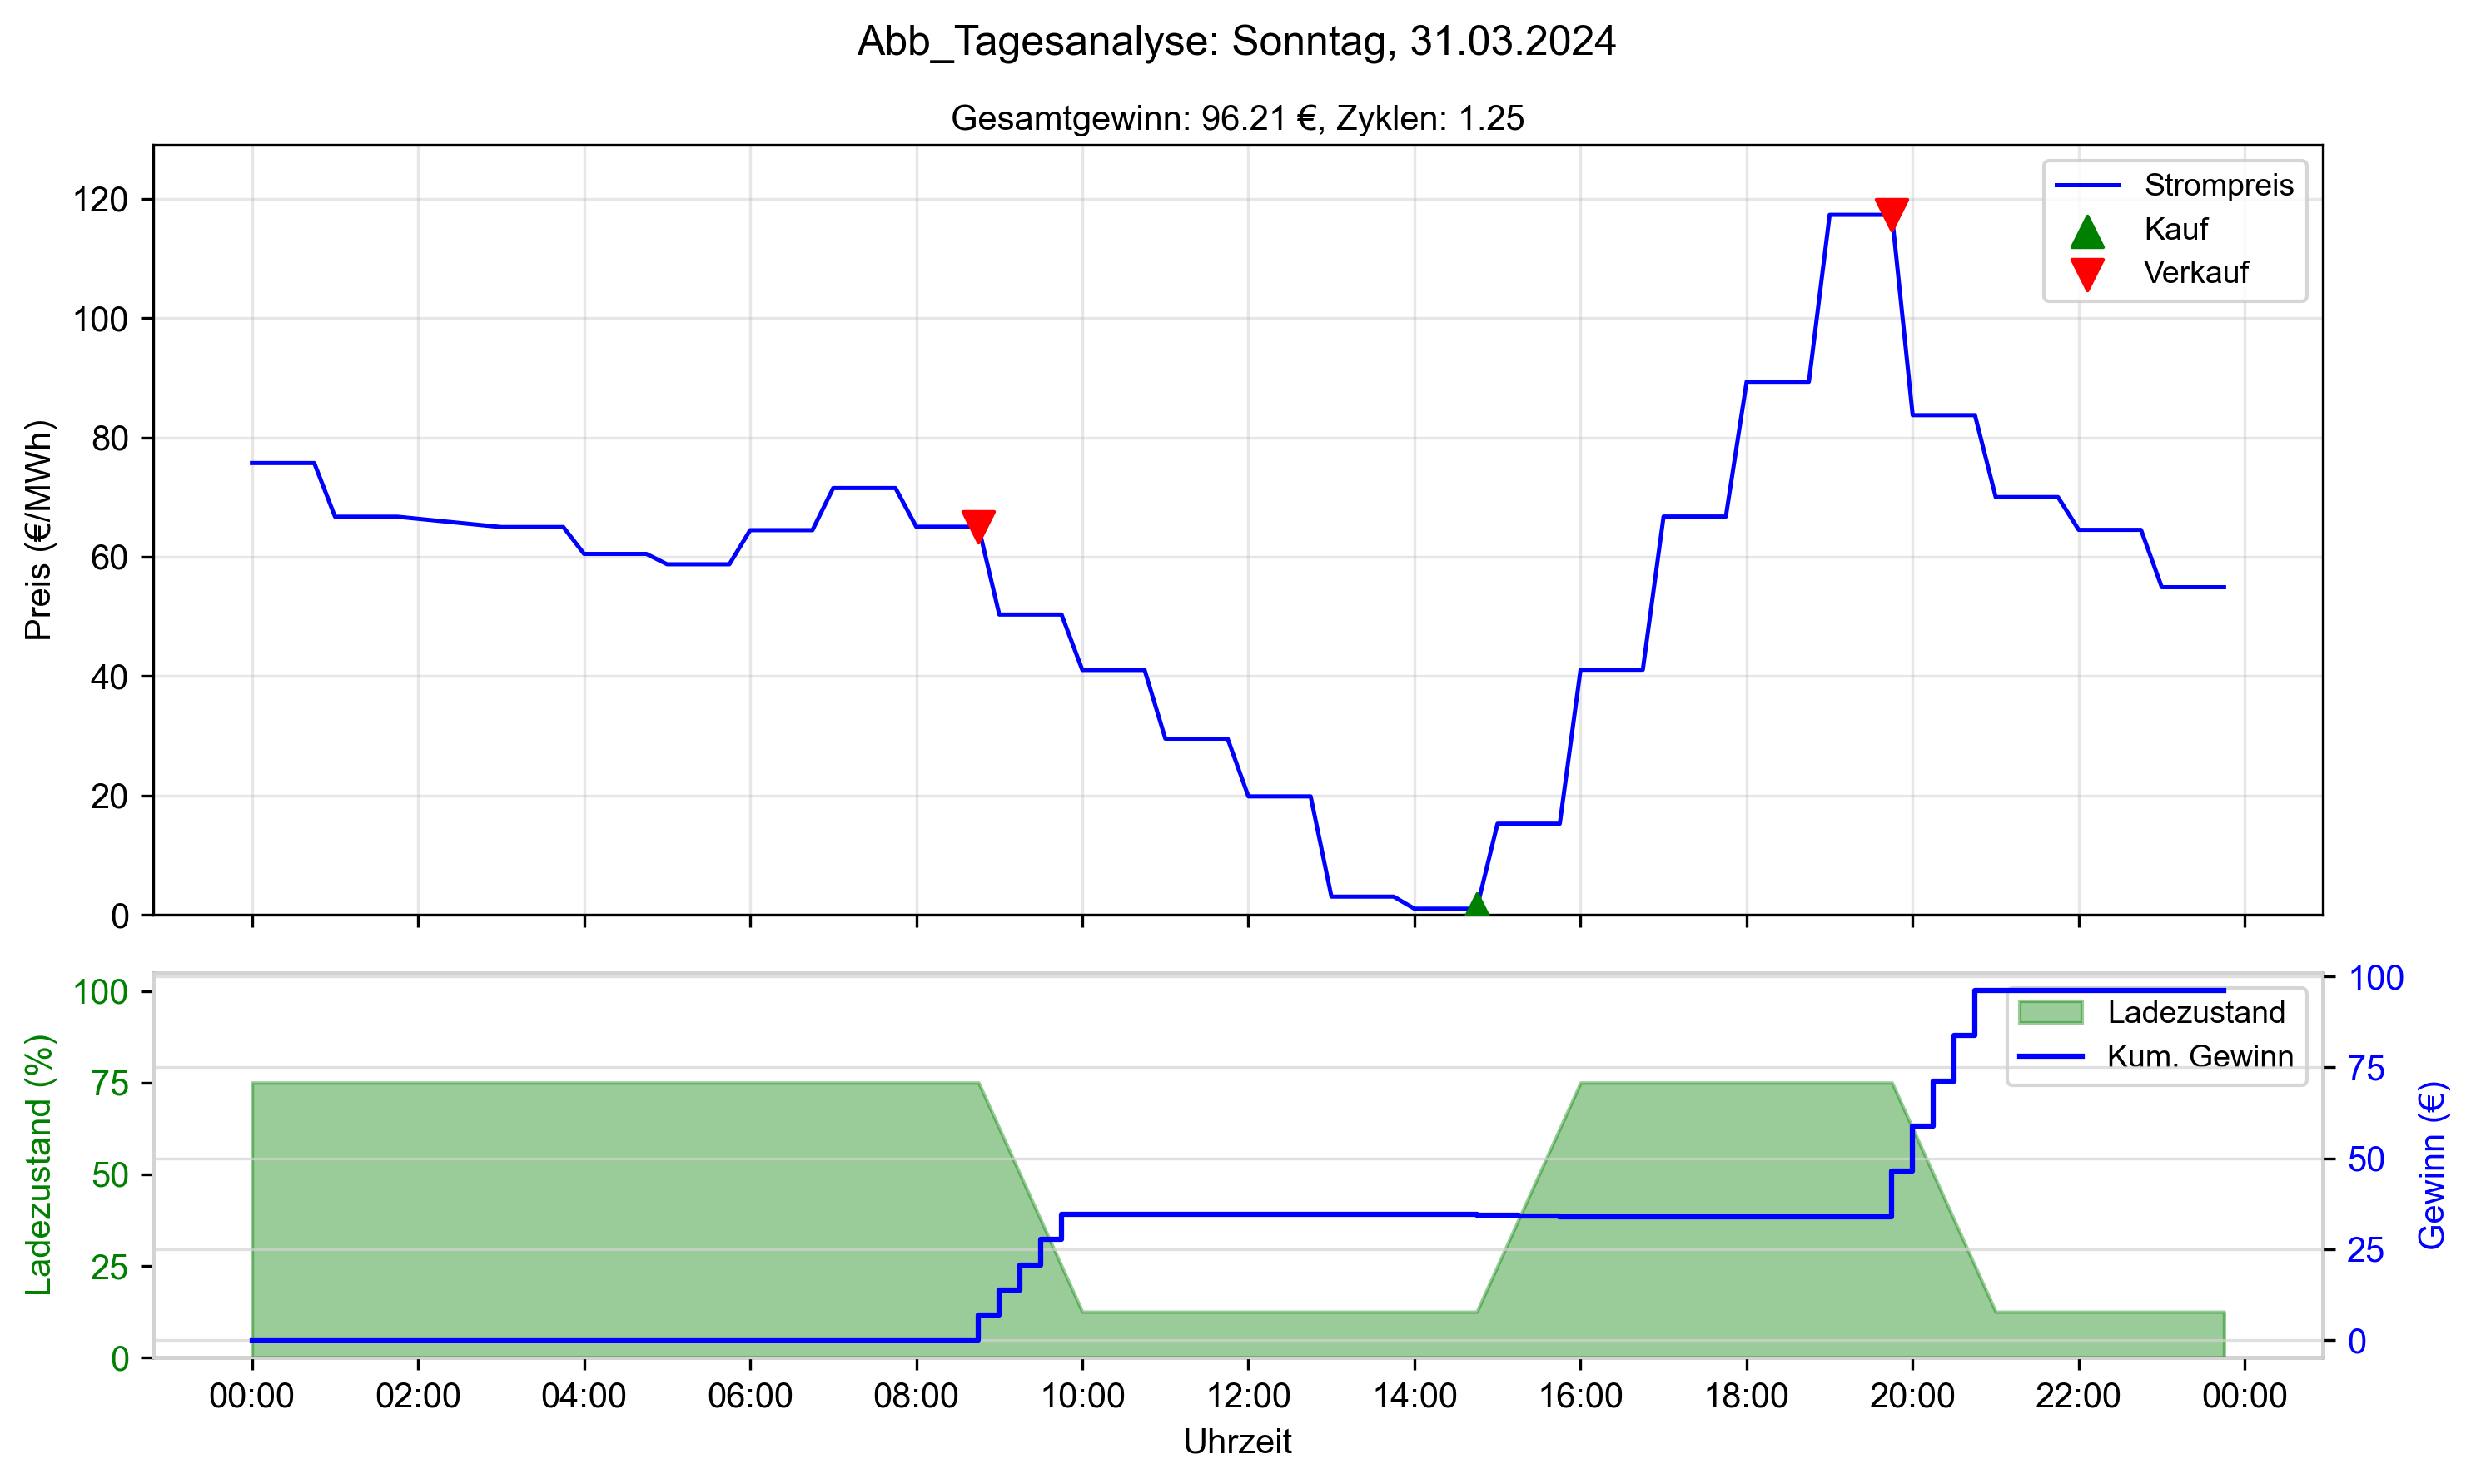 Abb_Tagesanalyse: Sonntag, 31.03.2024
Gesamtgewinn: 96.21 €, Zyklen: 1.25
Preis (€/MWh)
120
100
80
60
40
20
0
Strompreis
Kauf
Verkauf
Ladezustand (%)
100
75
50
25
0
Ladezustand
Kum. Gewinn
100
75
50
25
0
Gewinn (€)
00:00 02:00 04:00 06:00 08:00 10:00 12:00 14:00 16:00 18:00 20:00 22:00 00:00
Uhrzeit